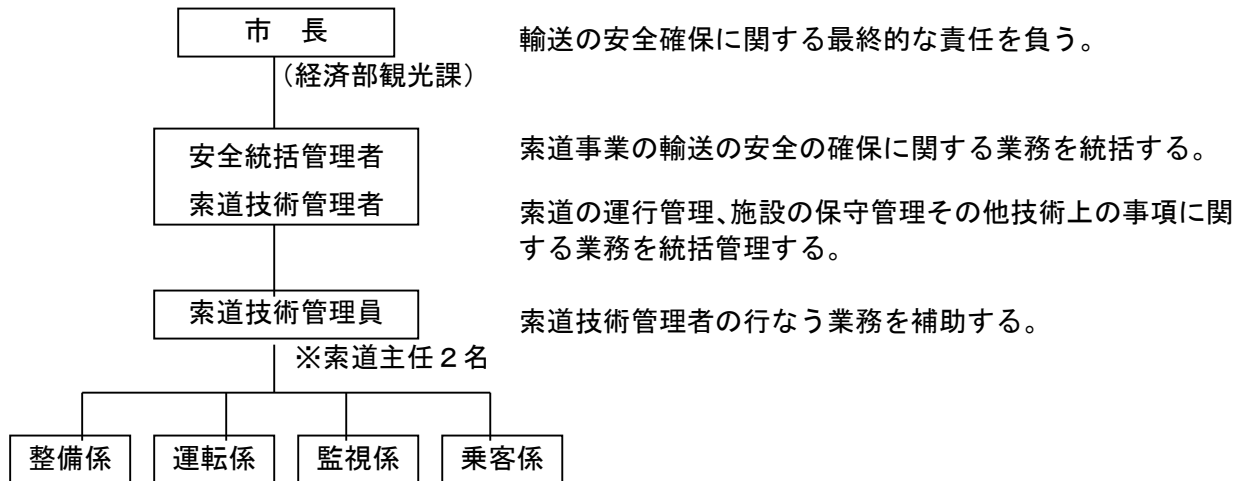 市　長
輸送の安全確保に関する最終的な責任を負う。
（経済部観光課）
安全統括管理者
索道事業の輸送の安全の確保に関する業務を統括する。
索道技術管理者
索道の運行管理、施設の保守管理その他技術上の事項に関
する業務を統括管理する。
索道技術管理員
索道技術管理者の行なう業務を補助する。
※索道主任２名
整備係
運転係
監視係
乗客係